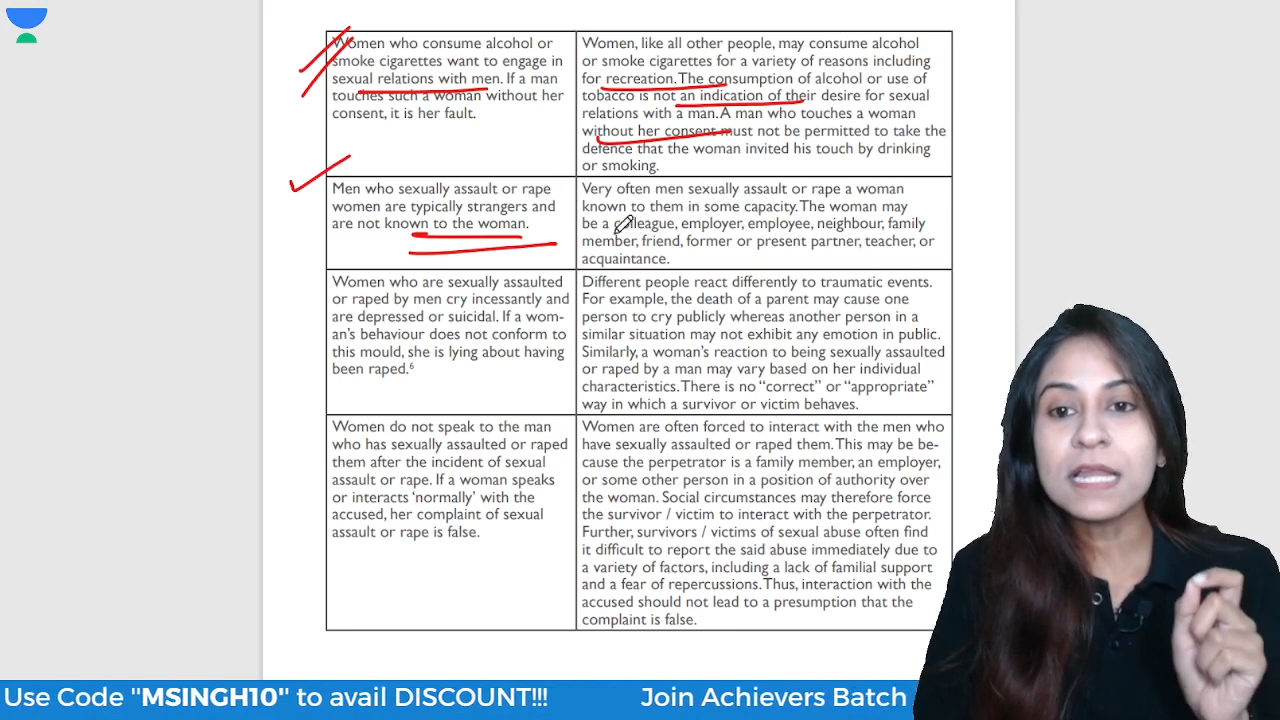 Women who consume alcohol or
smoke cigarettes want to engage in
sexual relations with men. If a man
touches such a woman without her
consent, it is her fault.
Women, like all other people, may consume alcohol
or smoke cigarettes for a variety of reasons including
for recreation. The consumption of alcohol or use of
tobacco is not an indication of their desire for sexual
relations with a man. A man who touches a woman
without her consent must not be permitted to take the
defence that the woman invited his touch by drinking
or smoking.
Men who sexually assault or rape
women are typically strangers and
are not known to the woman.
Very often men sexually assault or rape a woman
known to them in some capacity. The woman may
be a colleague, employer, employee, neighbour, family
member, friend, former or present partner, teacher, or
acquaintance.
Women who are sexually assaulted
or raped by men cry incessantly and
are depressed or suicidal. If a wom-
an's behaviour does not conform to
this mould, she is lying about having
been raped.⁶
Different people react differently to traumatic events.
For example, the death of a parent may cause one
person to cry publicly whereas another person in a
similar situation may not exhibit any emotion in public.
Similarly, a woman's reaction to being sexually assaulted
or raped by a man may vary based on her individual
characteristics. There is no “correct” or “appropriate”
way in which a survivor or victim behaves.
Women do not speak to the man
who has sexually assaulted or raped
them after the incident of sexual
assault or rape. If a woman speaks
or interacts ‘normally’ with the
accused, her complaint of sexual
assault or rape is false.
Women are often forced to interact with the men who
have sexually assaulted or raped them. This may be be-
cause the perpetrator is a family member, an employer,
or some other person in a position of authority over
the woman. Social circumstances may therefore force
the survivor / victim to interact with the perpetrator.
Further, survivors / victims of sexual abuse often find
it difficult to report the said abuse immediately due to
a variety of factors, including a lack of familial support
and a fear of repercussions. Thus, interaction with the
accused should not lead to a presumption that the
complaint is false.
Use Code "MSINGH10" to avail DISCOUNT!!! Join Achievers Batch